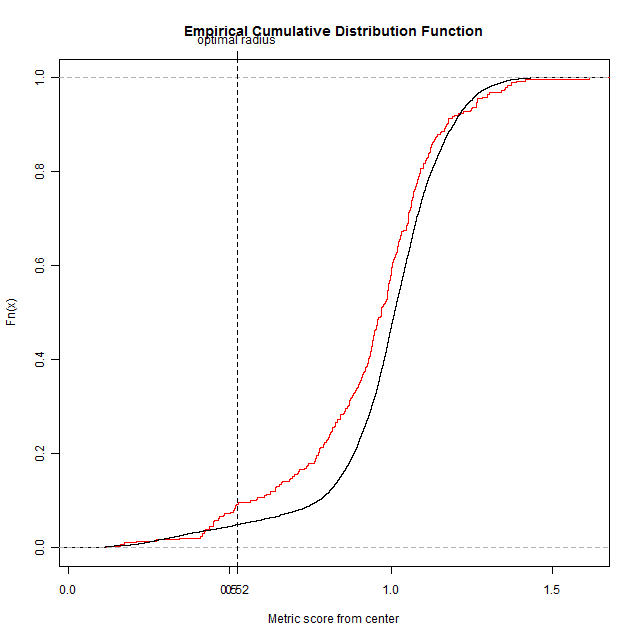 Empirical Cumulative Distribution Function
optimal radius
1.0
0.8
0.6
0.4
0.2
0.0
Fn(x)
0.0 1.0 1.5
Metric score from center